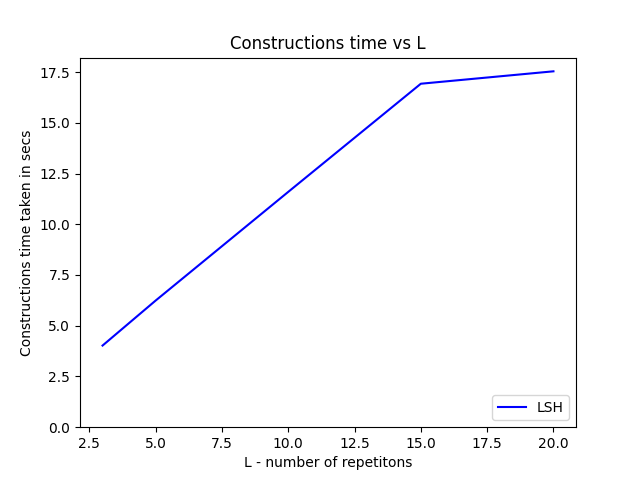 Constructions time vs L
Constructions time taken in secs
17.5
15.0
12.5
10.0
7.5
5.0
2.5
0.0
2.5 5.0 7.5 10.0 12.5 15.0 17.5 20.0
LSH
L - number of repetitons